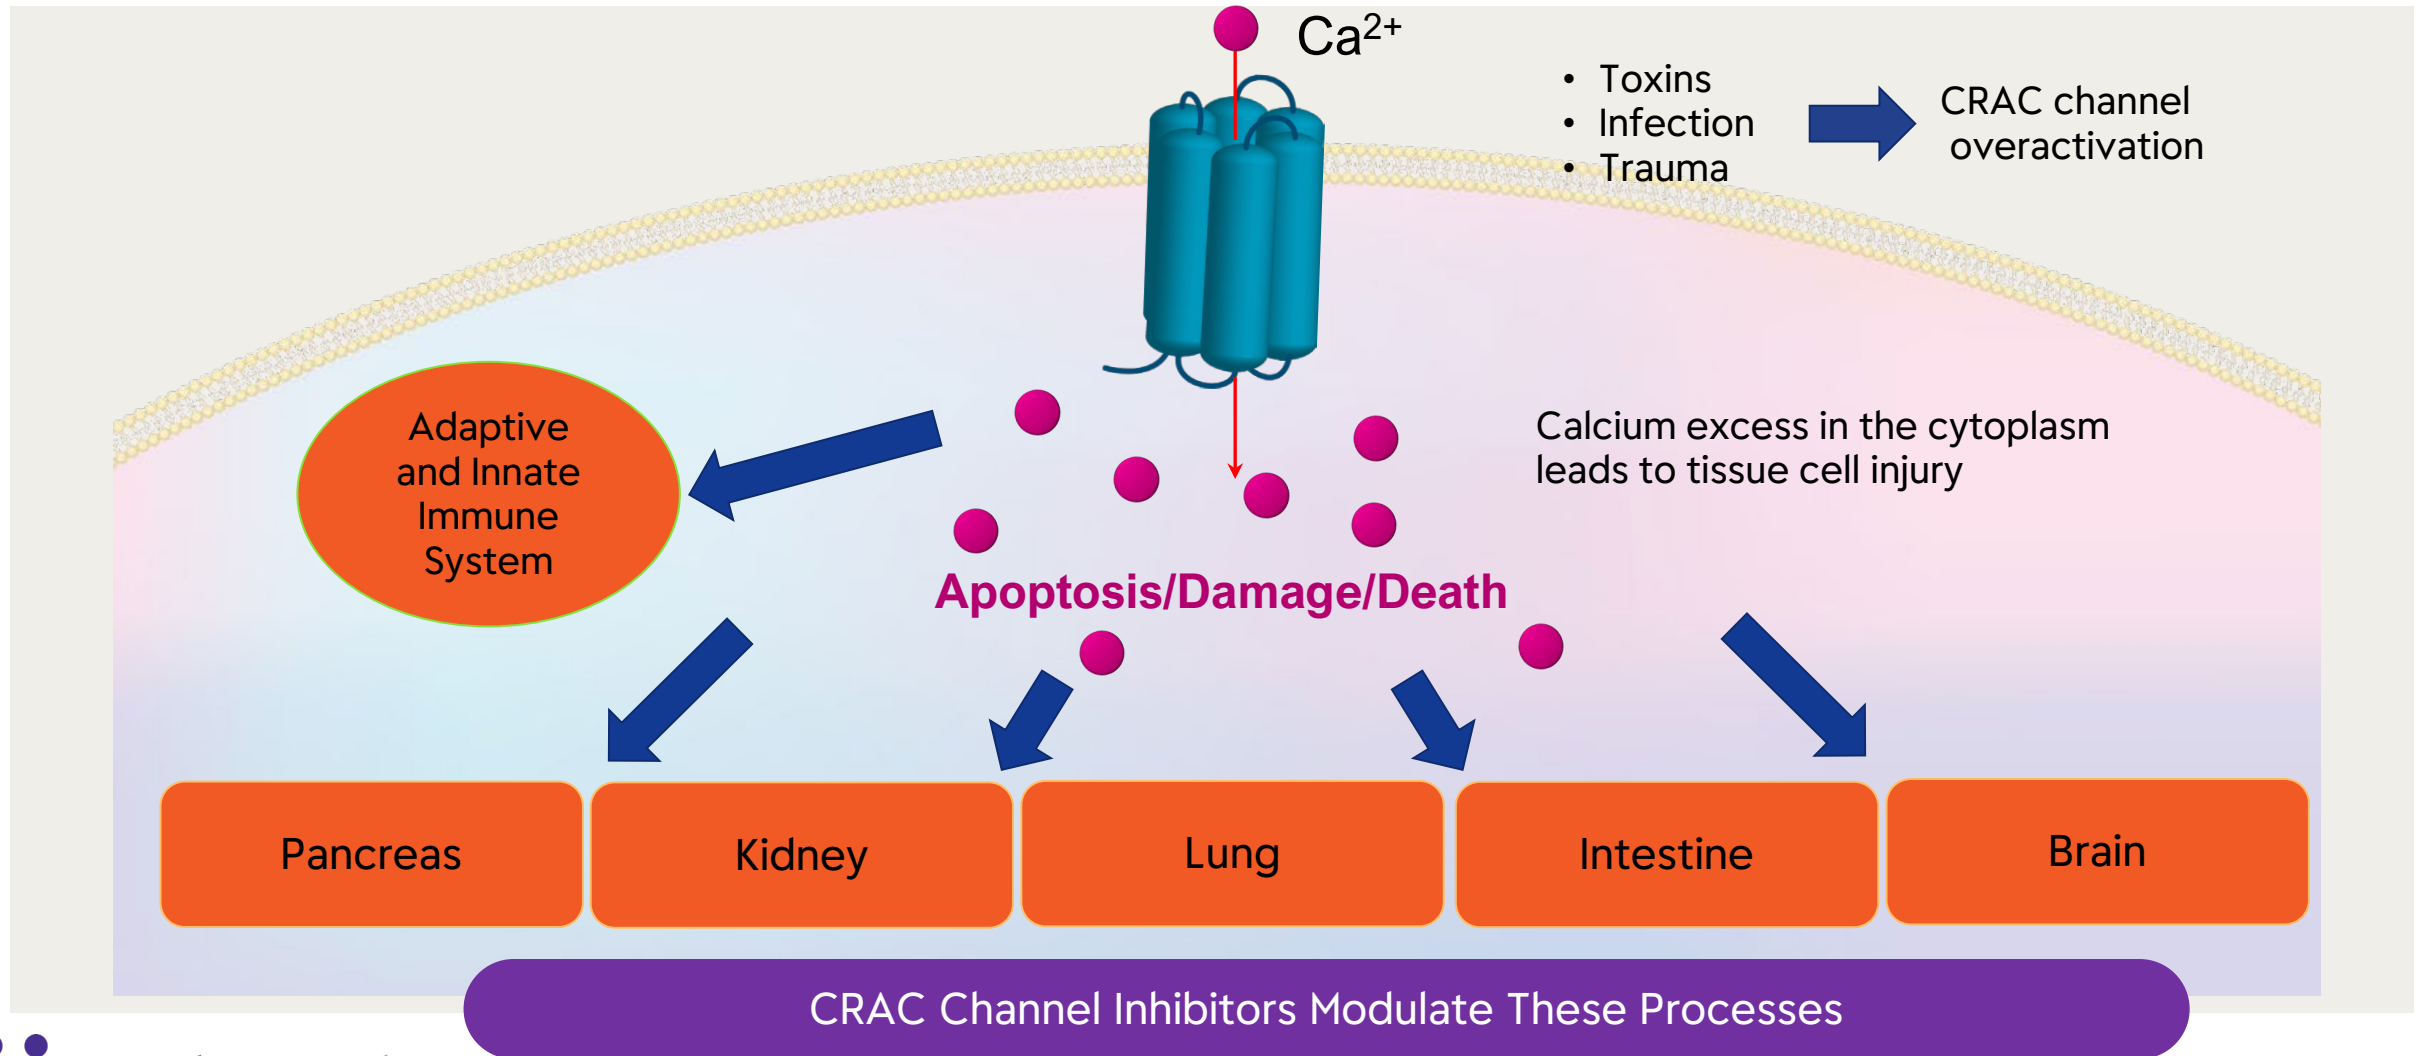 Ca²⁺
• Toxins
• Infection
• Trauma
CRAC channel
overactivation
Adaptive
and Innate
Immune
System
Calcium excess in the cytoplasm
leads to tissue cell injury
Apoptosis/Damage/Death
Pancreas
Kidney
Lung
Intestine
Brain
CRAC Channel Inhibitors Modulate These Processes